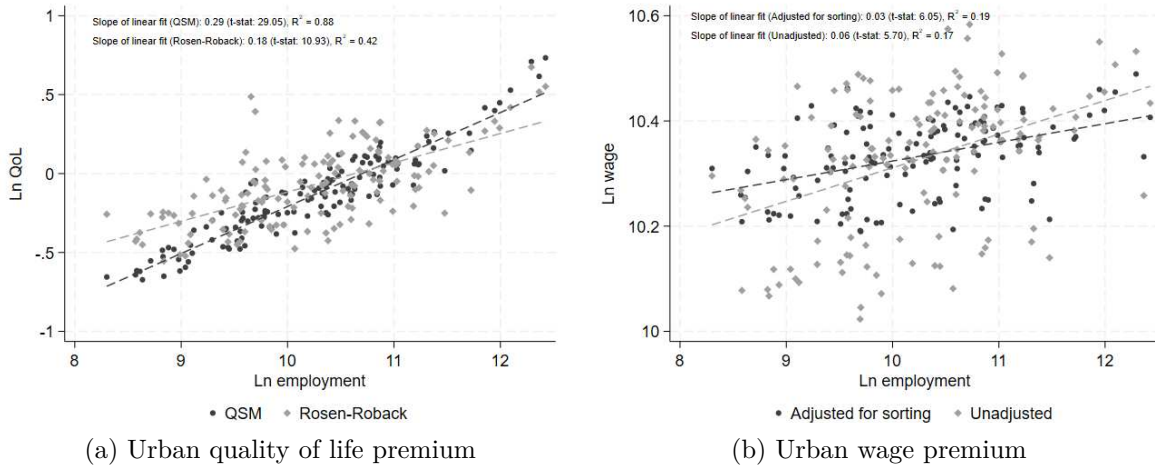 Slope of linear fit (QSM): 0.29 (t-stat: 29.05), R² = 0.88
Slope of linear fit (Rosen-Roback): 0.18 (t-stat: 10.93), R² = 0.42
Ln QoL
1
.5
0
-.5
-1
8 9 10 11 12
Ln employment
QSM Rosen-Roback
(a) Urban quality of life premium
Slope of linear fit (Adjusted for sorting): 0.03 (t-stat: 6.05), R² = 0.19
Slope of linear fit (Unadjusted): 0.06 (t-stat: 5.70), R² = 0.17
Ln wage
10.6
10.4
10.2
10
8 9 10 11 12
Ln employment
Adjusted for sorting Unadjusted
(b) Urban wage premium